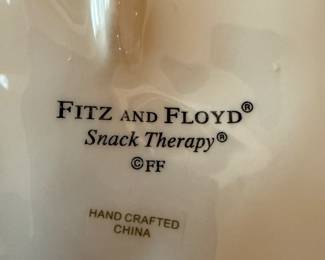 FITZ AND FLOYD®
Snack Therapy®
©FF
HAND CRAFTED
CHINA